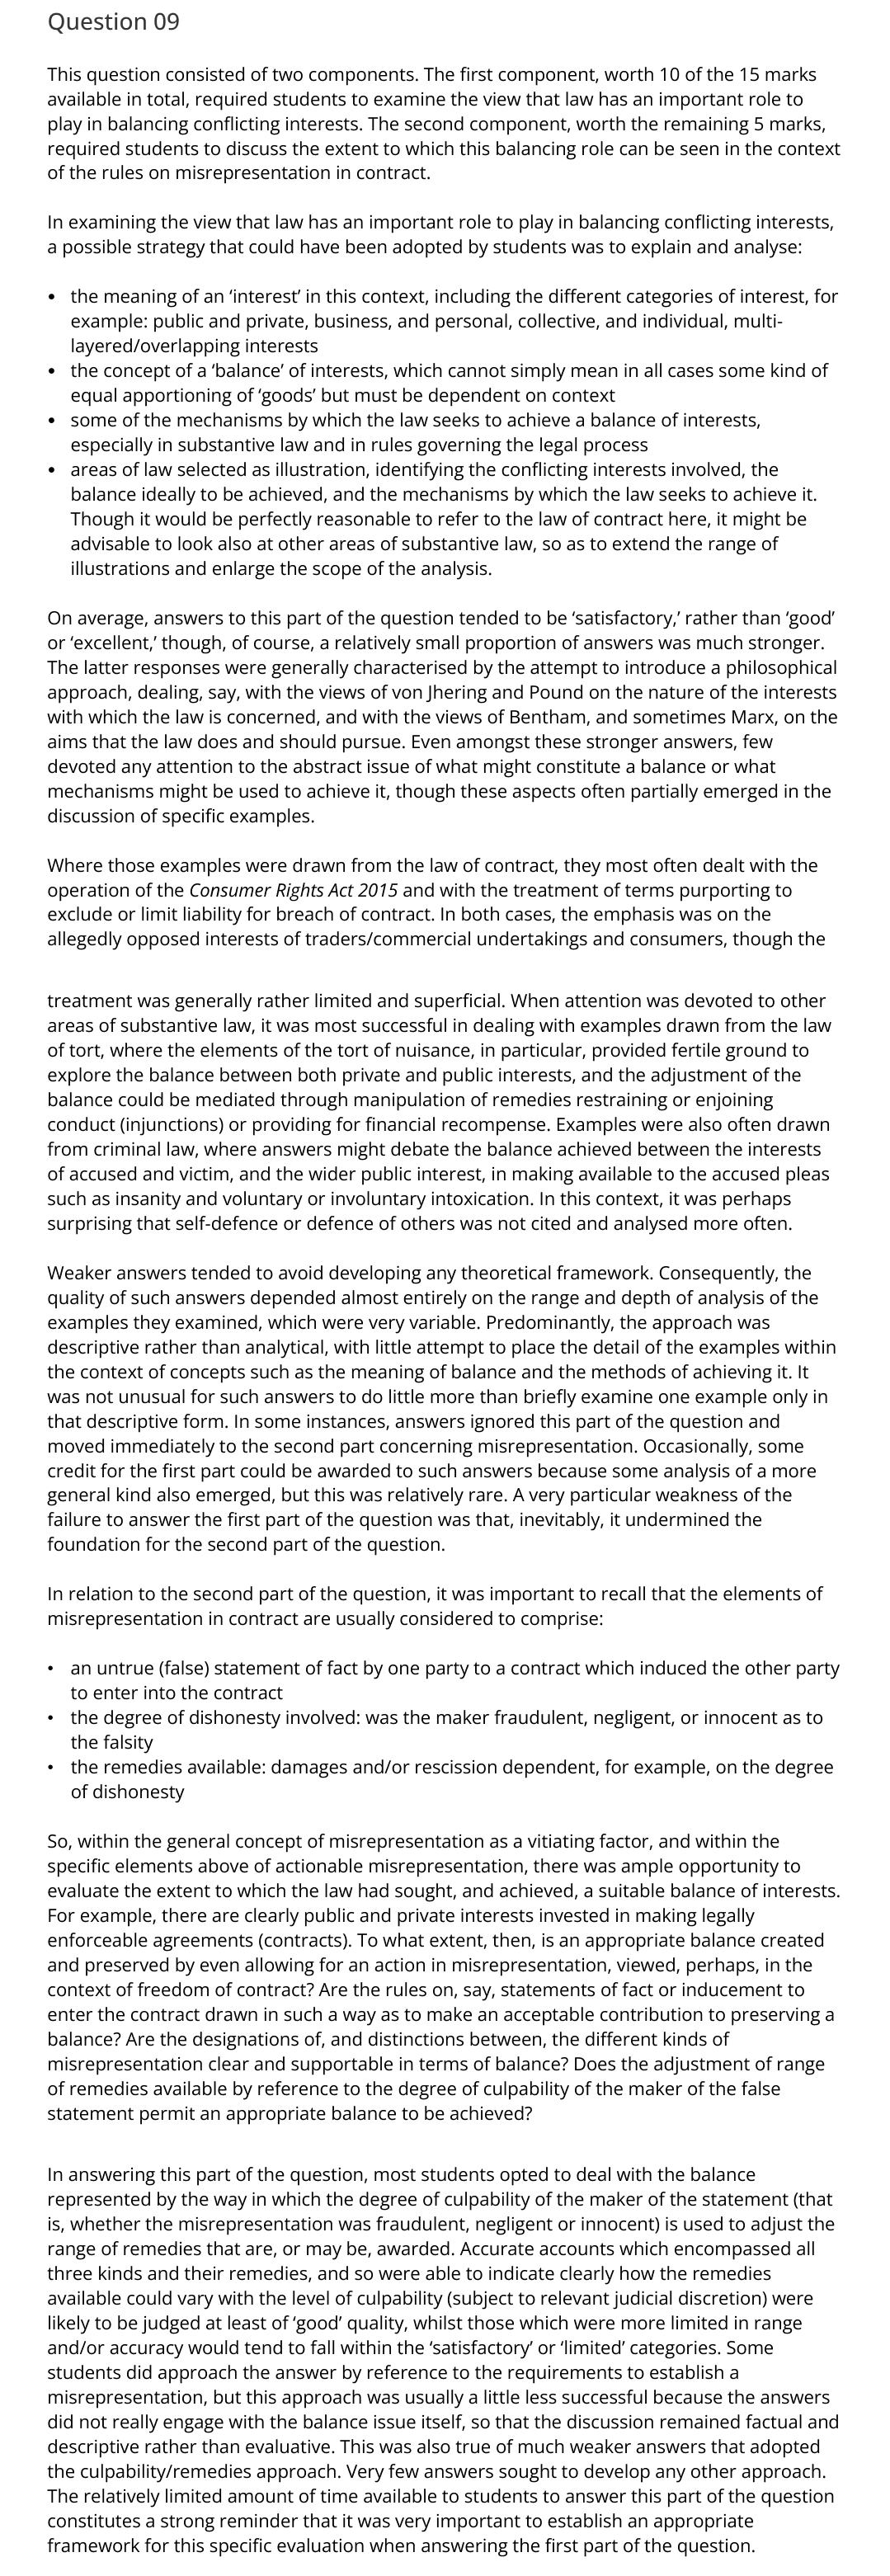 Question 09
This question consisted of two components. The first component, worth 10 of the 15 marks
available in total, required students to examine the view that law has an important role to
play in balancing conflicting interests. The second component, worth the remaining 5 marks,
required students to discuss the extent to which this balancing role can be seen in the context
of the rules on misrepresentation in contract.
In examining the view that law has an important role to play in balancing conflicting interests,
a possible strategy that could have been adopted by students was to explain and analyse:
• the meaning of an ‘interest’ in this context, including the different categories of interest, for
example: public and private, business, and personal, collective, and individual, multi-
layered/overlapping interests
• the concept of a ‘balance’ of interests, which cannot simply mean in all cases some kind of
equal apportioning of ‘goods’ but must be dependent on context
• some of the mechanisms by which the law seeks to achieve a balance of interests,
especially in substantive law and in rules governing the legal process
• areas of law selected as illustration, identifying the conflicting interests involved, the
balance ideally to be achieved, and the mechanisms by which the law seeks to achieve it.
Though it would be perfectly reasonable to refer to the law of contract here, it might be
advisable to look also at other areas of substantive law, so as to extend the range of
illustrations and enlarge the scope of the analysis.
On average, answers to this part of the question tended to be ‘satisfactory,’ rather than ‘good’
or ‘excellent,’ though, of course, a relatively small proportion of answers was much stronger.
The latter responses were generally characterised by the attempt to introduce a philosophical
approach, dealing, say, with the views of von Jhering and Pound on the nature of the interests
with which the law is concerned, and with the views of Bentham, and sometimes Marx, on the
aims that the law does and should pursue. Even amongst these stronger answers, few
devoted any attention to the abstract issue of what might constitute a balance or what
mechanisms might be used to achieve it, though these aspects often partially emerged in the
discussion of specific examples.
Where those examples were drawn from the law of contract, they most often dealt with the
operation of the Consumer Rights Act 2015 and with the treatment of terms purporting to
exclude or limit liability for breach of contract. In both cases, the emphasis was on the
allegedly opposed interests of traders/commercial undertakings and consumers, though the
treatment was generally rather limited and superficial. When attention was devoted to other
areas of substantive law, it was most successful in dealing with examples drawn from the law
of tort, where the elements of the tort of nuisance, in particular, provided fertile ground to
explore the balance between both private and public interests, and the adjustment of the
balance could be mediated through manipulation of remedies restraining or enjoining
conduct (injunctions) or providing for financial recompense. Examples were also often drawn
from criminal law, where answers might debate the balance achieved between the interests
of accused and victim, and the wider public interest, in making available to the accused pleas
such as insanity and voluntary or involuntary intoxication. In this context, it was perhaps
surprising that self-defence or defence of others was not cited and analysed more often.
Weaker answers tended to avoid developing any theoretical framework. Consequently, the
quality of such answers depended almost entirely on the range and depth of analysis of the
examples they examined, which were very variable. Predominantly, the approach was
descriptive rather than analytical, with little attempt to place the detail of the examples within
the context of concepts such as the meaning of balance and the methods of achieving it. It
was not unusual for such answers to do little more than briefly examine one example only in
that descriptive form. In some instances, answers ignored this part of the question and
moved immediately to the second part concerning misrepresentation. Occasionally, some
credit for the first part could be awarded to such answers because some analysis of a more
general kind also emerged, but this was relatively rare. A very particular weakness of the
failure to answer the first part of the question was that, inevitably, it undermined the
foundation for the second part of the question.
In relation to the second part of the question, it was important to recall that the elements of
misrepresentation in contract are usually considered to comprise:
• an untrue (false) statement of fact by one party to a contract which induced the other party
to enter into the contract
• the degree of dishonesty involved: was the maker fraudulent, negligent, or innocent as to
the falsity
• the remedies available: damages and/or rescission dependent, for example, on the degree
of dishonesty
So, within the general concept of misrepresentation as a vitiating factor, and within the
specific elements above of actionable misrepresentation, there was ample opportunity to
evaluate the extent to which the law had sought, and achieved, a suitable balance of interests.
For example, there are clearly public and private interests invested in making legally
enforceable agreements (contracts). To what extent, then, is an appropriate balance created
and preserved by even allowing for an action in misrepresentation, viewed, perhaps, in the
context of freedom of contract? Are the rules on, say, statements of fact or inducement to
enter the contract drawn in such a way as to make an acceptable contribution to preserving a
balance? Are the designations of, and distinctions between, the different kinds of
misrepresentation clear and supportable in terms of balance? Does the adjustment of range
of remedies available by reference to the degree of culpability of the maker of the false
statement permit an appropriate balance to be achieved?
In answering this part of the question, most students opted to deal with the balance
represented by the way in which the degree of culpability of the maker of the statement (that
is, whether the misrepresentation was fraudulent, negligent or innocent) is used to adjust the
range of remedies that are, or may be, awarded. Accurate accounts which encompassed all
three kinds and their remedies, and so were able to indicate clearly how the remedies
available could vary with the level of culpability (subject to relevant judicial discretion) were
likely to be judged at least of ‘good’ quality, whilst those which were more limited in range
and/or accuracy would tend to fall within the ‘satisfactory’ or ‘limited’ categories. Some
students did approach the answer by reference to the requirements to establish a
misrepresentation, but this approach was usually a little less successful because the answers
did not really engage with the balance issue itself, so that the discussion remained factual and
descriptive rather than evaluative. This was also true of much weaker answers that adopted
the culpability/remedies approach. Very few answers sought to develop any other approach.
The relatively limited amount of time available to students to answer this part of the question
constitutes a strong reminder that it was very important to establish an appropriate
framework for this specific evaluation when answering the first part of the question.